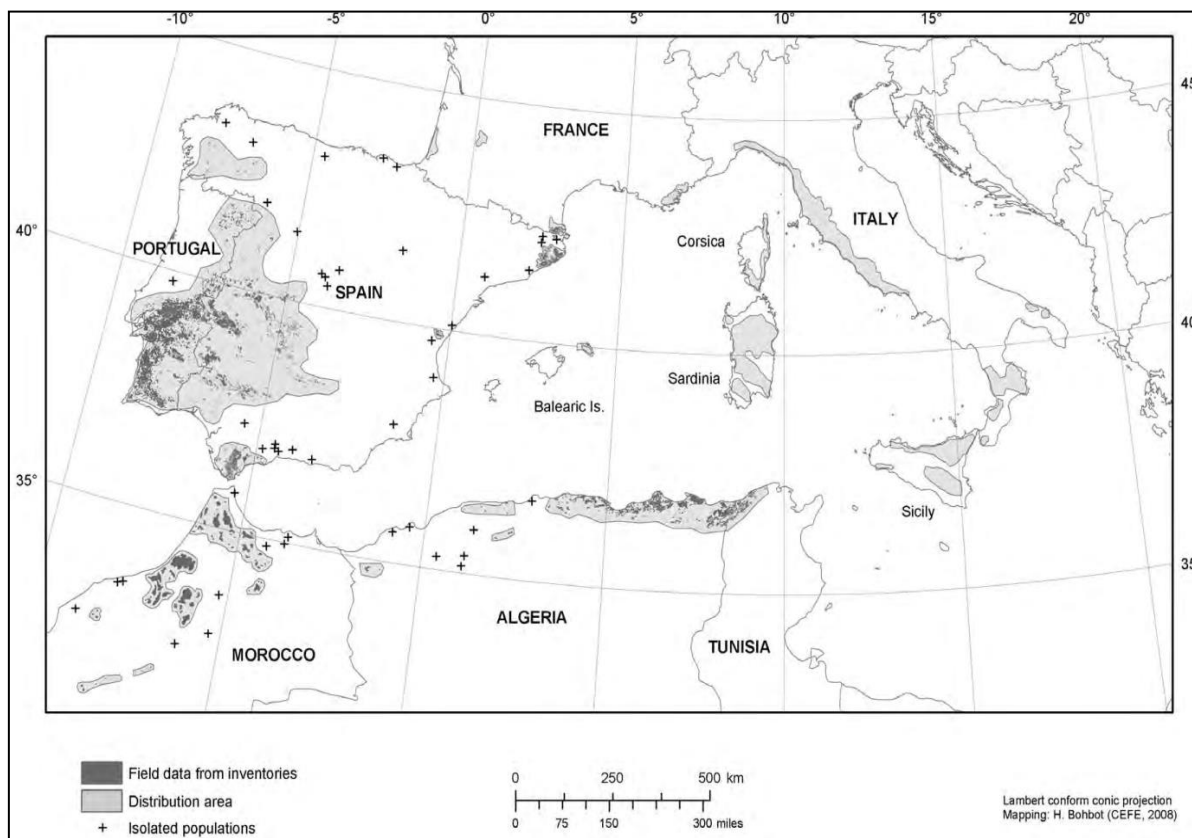 -10° -5° 0° 5° 10° 15° 20°
45°
FRANCE
ITALY
Corsica
40°
PORTUGAL
SPAIN
40°
Sardinia
Balearic Is.
35°
Sicily
35°
ALGERIA
TUNISIA
MOROCCO
Field data from inventories
Distribution area
+ Isolated populations
0 250 500 km
0 75 150 300 miles
Lambert conform conic projection
Mapping: H. Bohbot (CEFE, 2008)